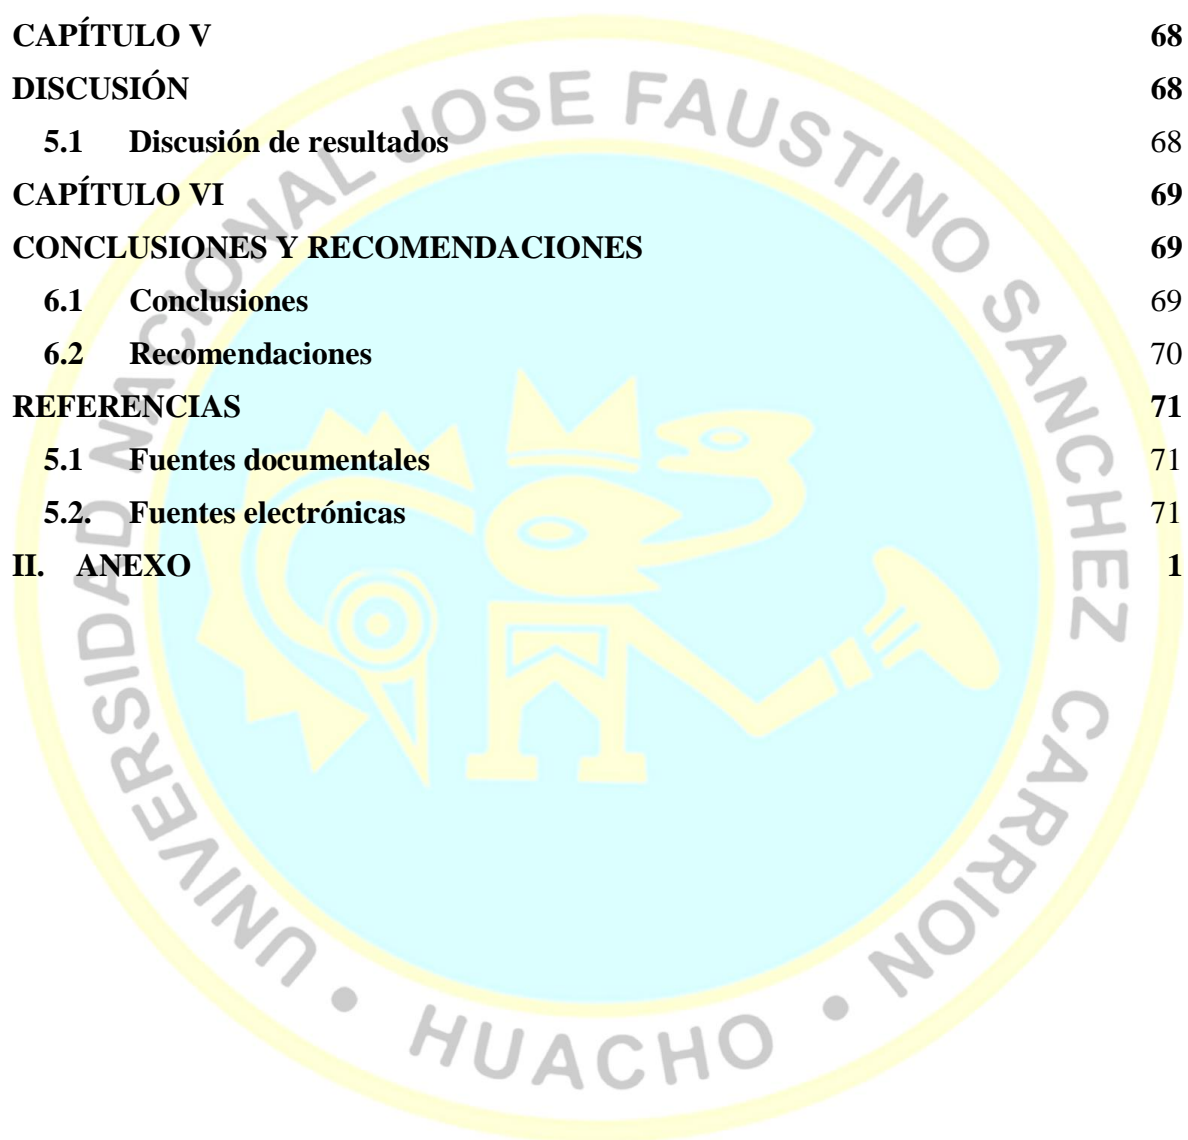 CAPÍTULO V 68
DISCUSIÓN 68
5.1 Discusión de resultados 68
CAPÍTULO VI 69
CONCLUSIONES Y RECOMENDACIONES 69
6.1 Conclusiones 69
6.2 Recomendaciones 70
REFERENCIAS 71
5.1 Fuentes documentales 71
5.2. Fuentes electrónicas 71
II. ANEXO 1
UNIVERSIDAD NACIONAL JOSE FAUSTINO SANCHEZ CARRION
• HUACHO •